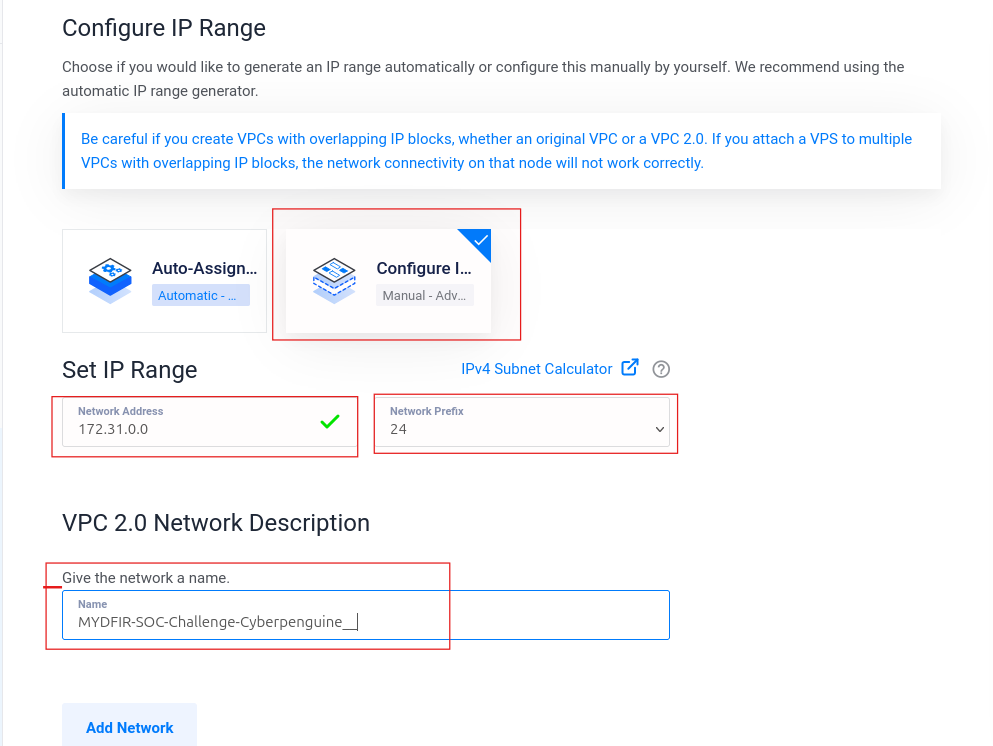 Configure IP Range
Choose if you would like to generate an IP range automatically or configure this manually by yourself. We recommend using the
automatic IP range generator.
Be careful if you create VPCs with overlapping IP blocks, whether an original VPC or a VPC 2.0. If you attach a VPS to multiple
VPCs with overlapping IP blocks, the network connectivity on that node will not work correctly.
Auto-Assign...
Automatic - ...
Configure I...
Manual - Adv...
Set IP Range
IPv4 Subnet Calculator
Network Address
172.31.0.0
Network Prefix
24
VPC 2.0 Network Description
Give the network a name.
Name
MYDFIR-SOC-Challenge-Cyberpenguine__
Add Network